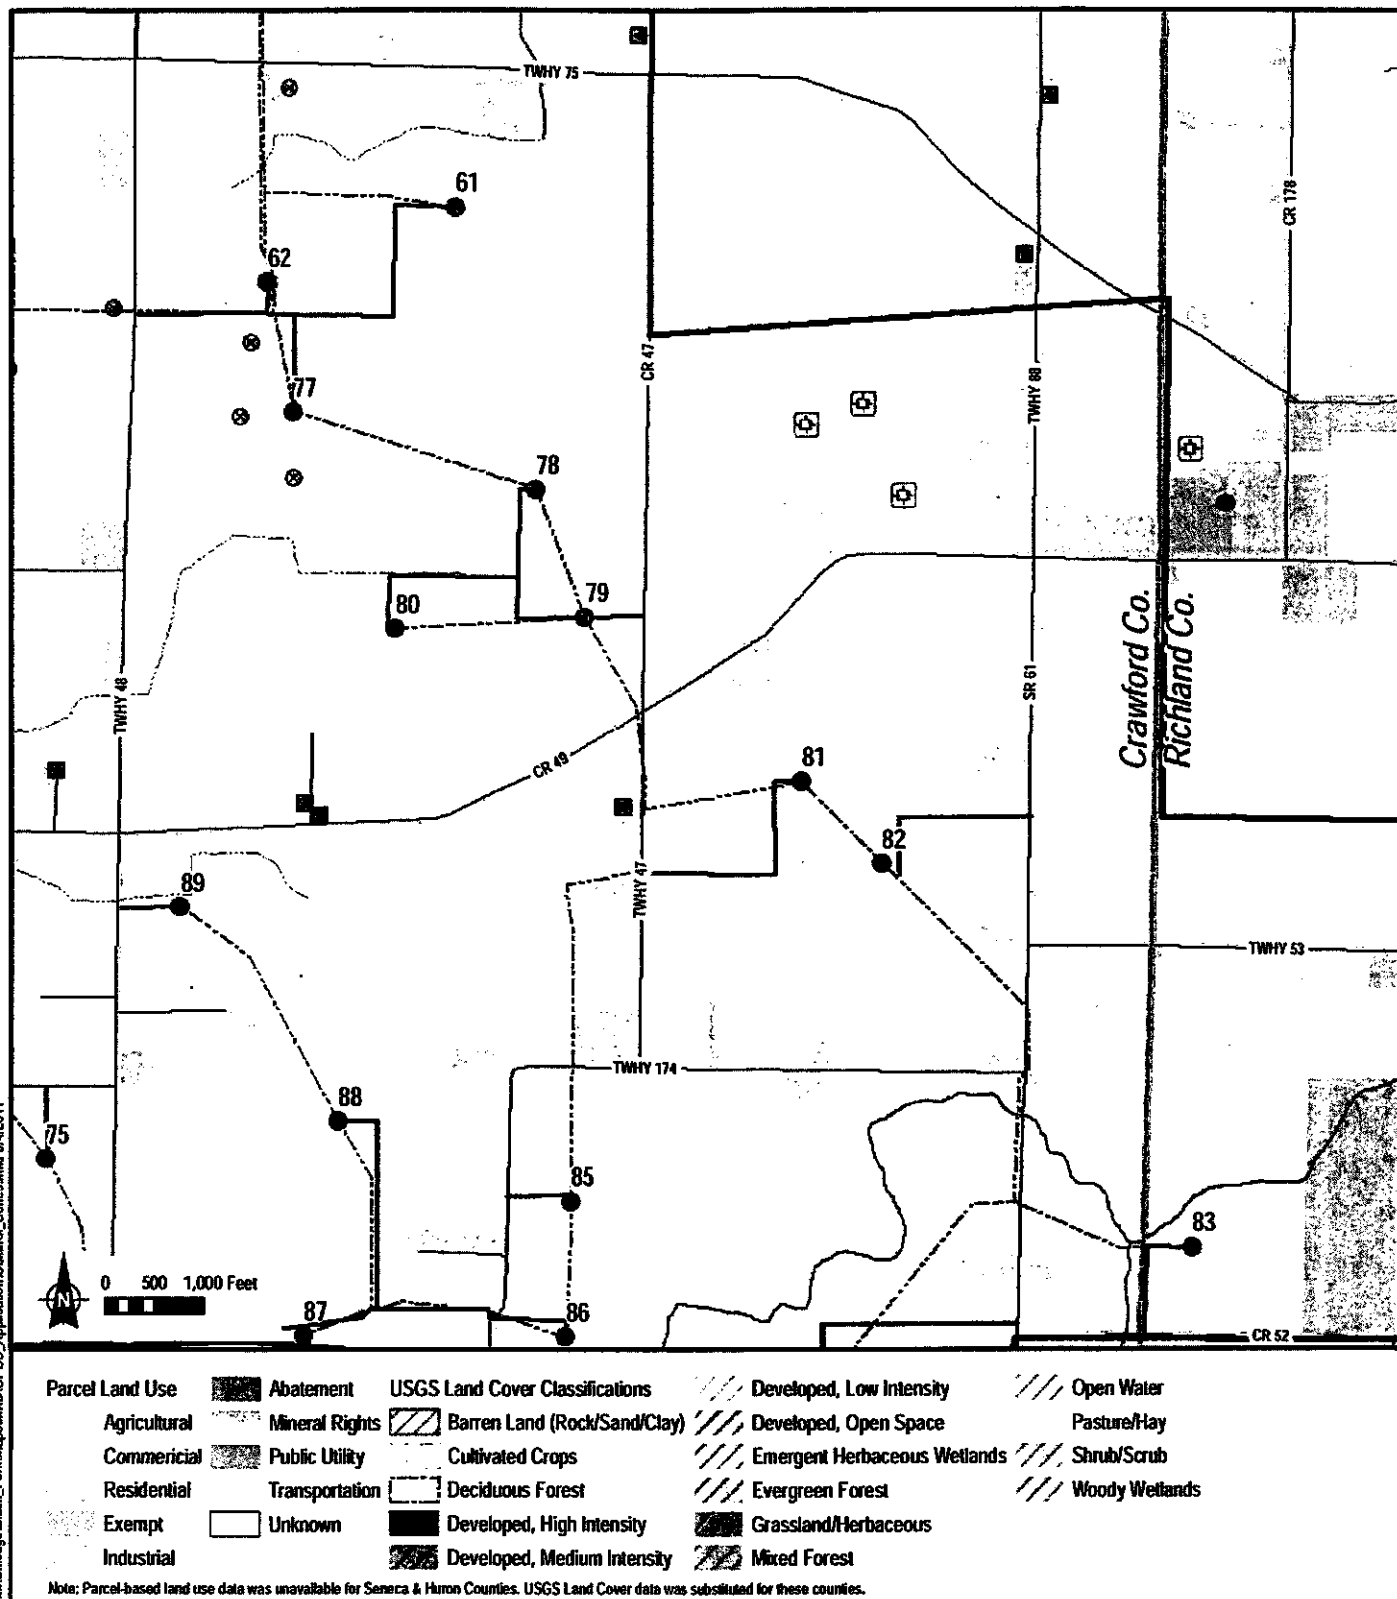 TWHY 75
61
CR 178
62
CR 47
TWHY 88
77
78
79
80
Crawford Co.
Richland Co.
TWHY 48
SR 61
CR 49
81
82
89
TWHY 47
TWHY 53
TWHY 174
88
75
85
83
N
0 500 1,000 Feet
87
86
CR 52
Parcel Land Use
Agricultural
Commericial
Residential
Exempt
Industrial
Abatement
Mineral Rights
Public Utility
Transportation
Unknown
USGS Land Cover Classifications
Barren Land (Rock/Sand/Clay)
Cultivated Crops
Deciduous Forest
Developed, High Intensity
Developed, Medium Intensity
Developed, Low Intensity
Developed, Open Space
Emergent Herbaceous Wetlands
Evergreen Forest
Grassland/Herbaceous
Mixed Forest
Open Water
Pasture/Hay
Shrub/Scrub
Woody Wetlands
Note: Parcel-based land use data was unavailable for Seneca & Huron Counties. USGS Land Cover data was substituted for these counties.